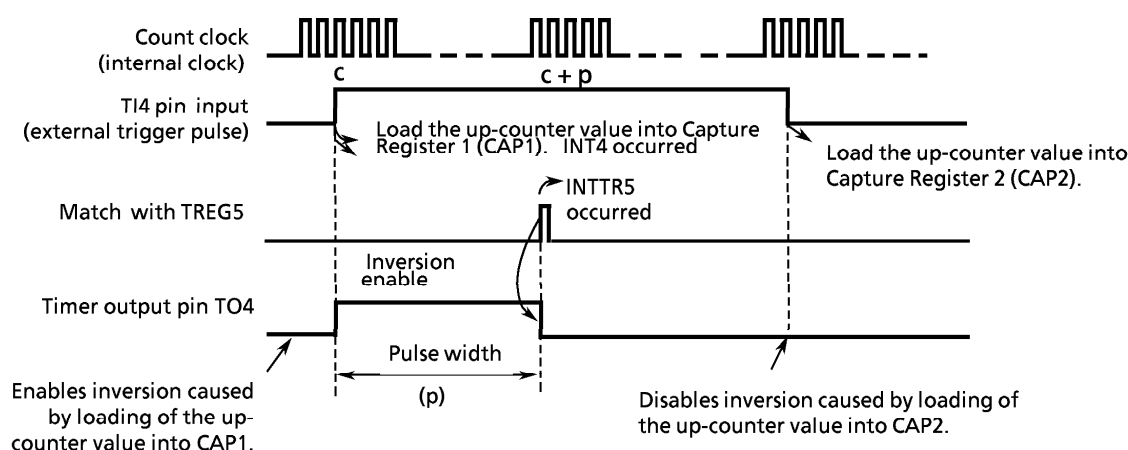 Count clock
(internal clock)
c
c + p
TI4 pin input
(external trigger pulse)
Load the up-counter value into Capture
Register 1 (CAP1). INT4 occurred
Load the up-counter value into
Capture Register 2 (CAP2).
INTTR5
occurred
Match with TREG5
Inversion
enable
Timer output pin TO4
Pulse width
(p)
Enables inversion caused
by loading of the up-
counter value into CAP1.
Disables inversion caused by loading of
the up-counter value into CAP2.